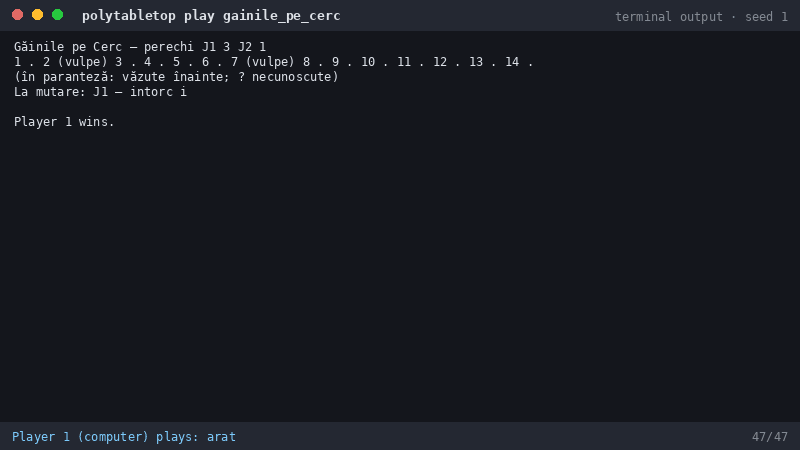 polytabletop play gainile_pe_cerc
terminal output · seed 1
Găinile pe Cerc — perechi J1 3 J2 1
1 . 2 (vulpe) 3 . 4 . 5 . 6 . 7 (vulpe) 8 . 9 . 10 . 11 . 12 . 13 . 14 .
(în paranteză: văzute înainte; ? necunoscute)
La mutare: J1 — intorc i
Player 1 wins.
Player 1 (computer) plays: arat
47/47